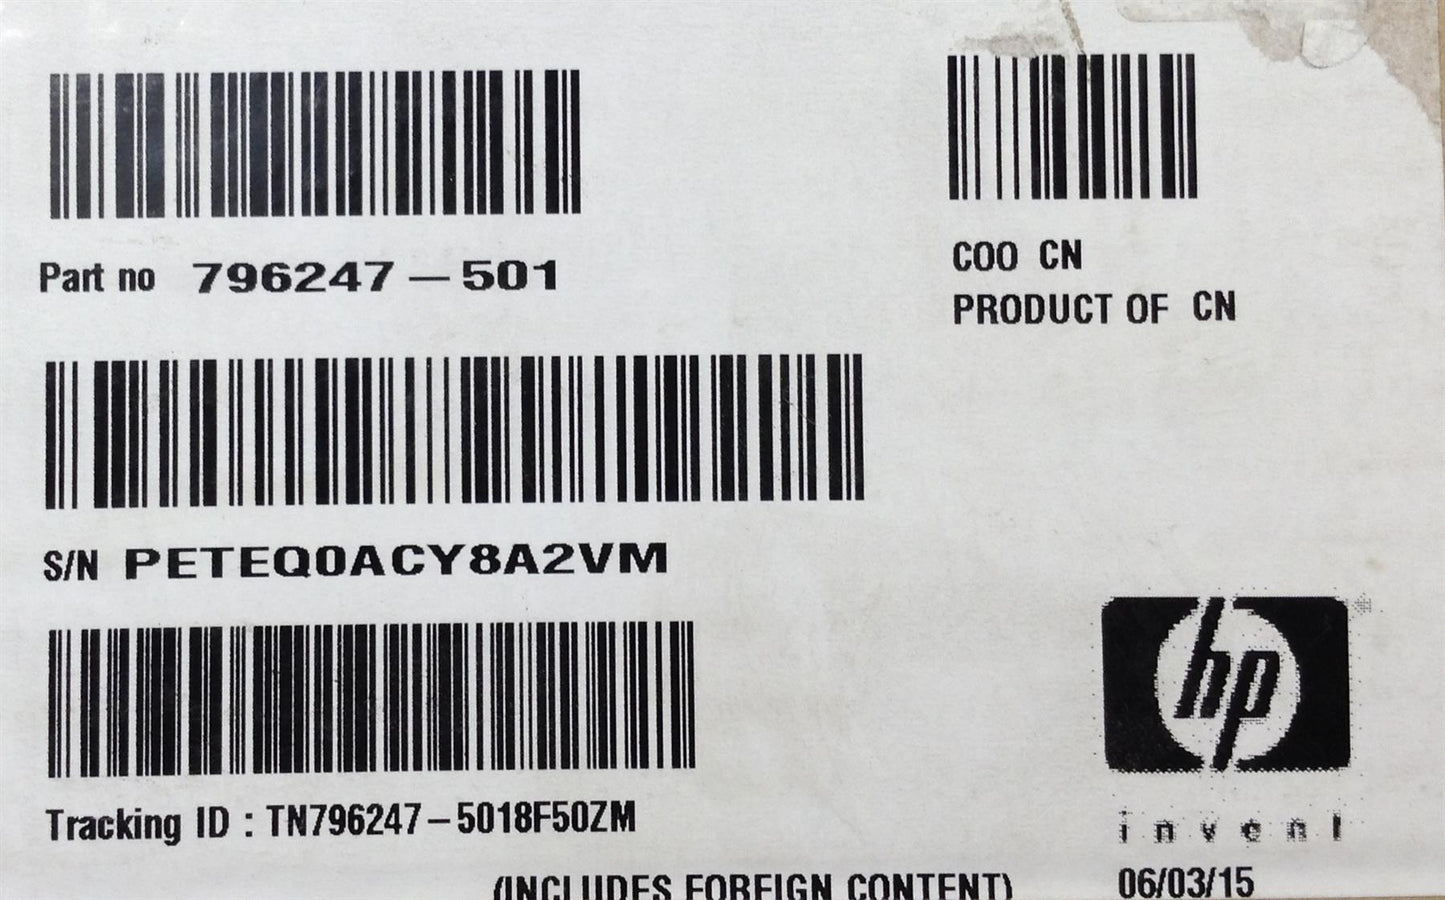 Part no 796247-501
COO CN
PRODUCT OF CN
S/N PETEQ0ACY8A2VM
hp
invent
Tracking ID : TN796247-5018F50ZM
(INCLUDES FOREIGN CONTENT)
06/03/15